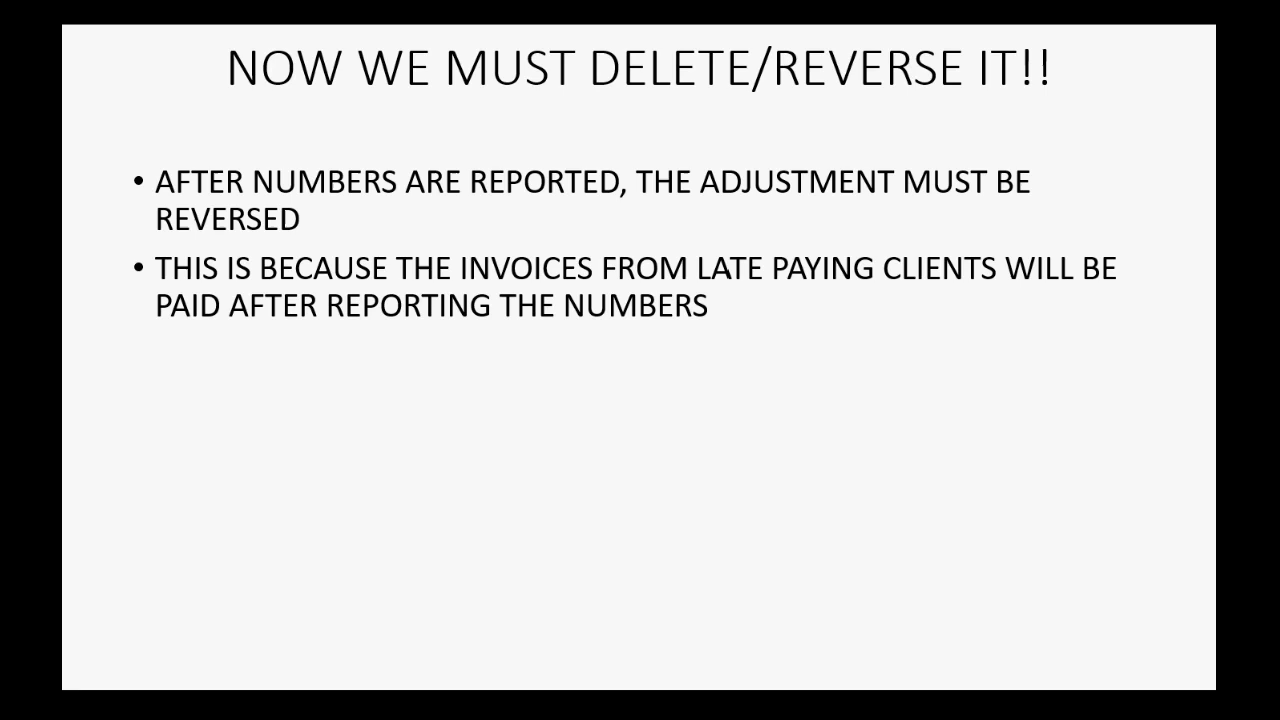 NOW WE MUST DELETE/REVERSE IT!!
• AFTER NUMBERS ARE REPORTED, THE ADJUSTMENT MUST BE
REVERSED
• THIS IS BECAUSE THE INVOICES FROM LATE PAYING CLIENTS WILL BE
PAID AFTER REPORTING THE NUMBERS